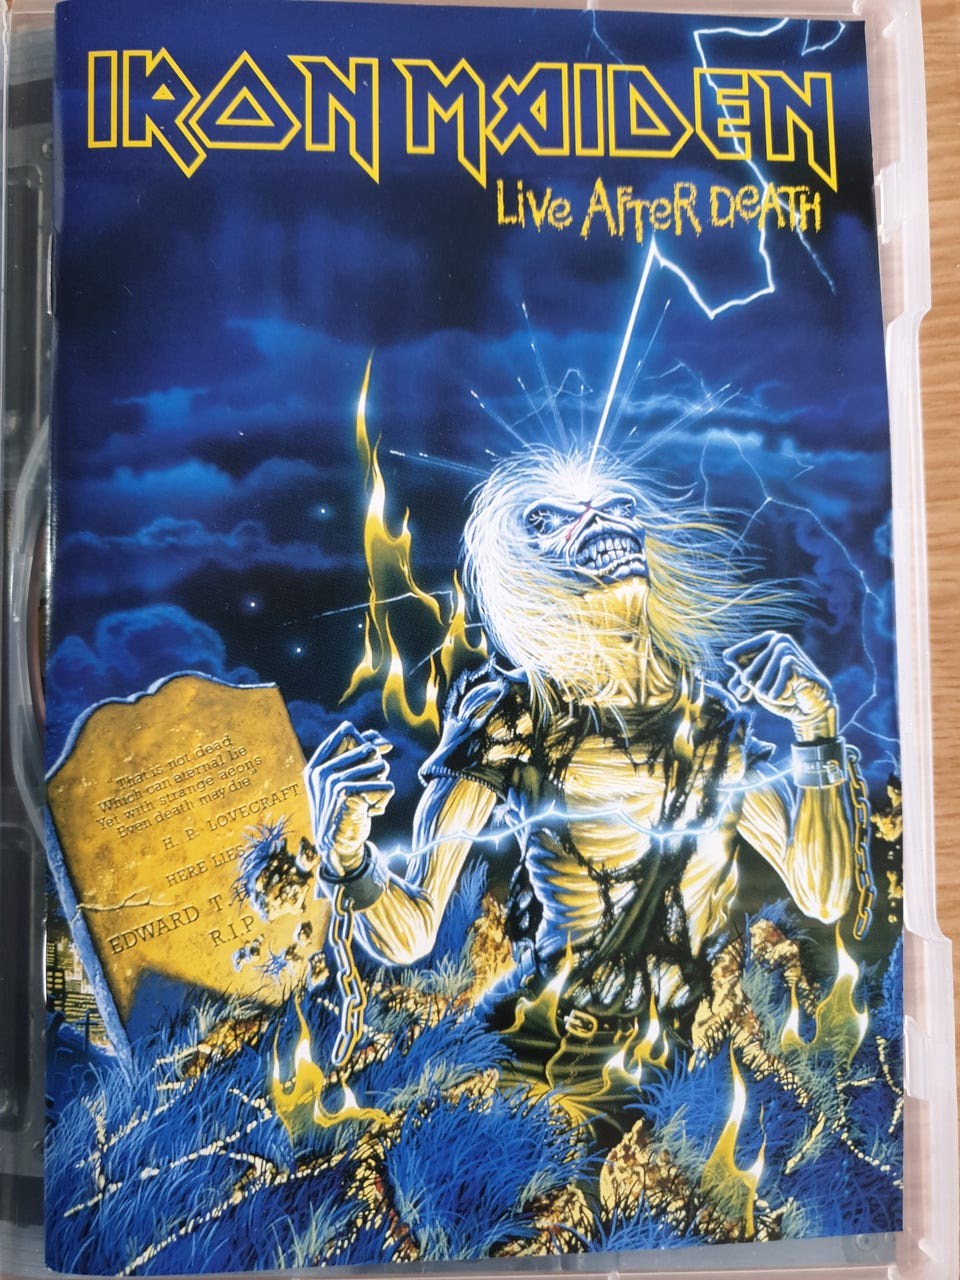 IRON MAIDEN
LIVE AFTER DEATH
"That is not dead
Which can eternal lie
Yet with strange aeons
Even death may die"
H. P. LOVECRAFT
HERE LIES
EDWARD T. H
R.I.P.